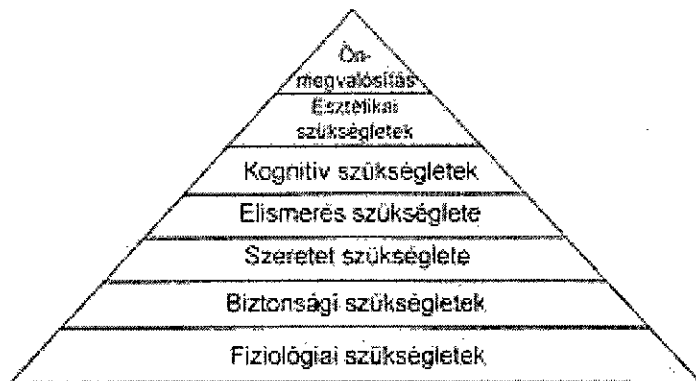 Ön-
megvalósítás
Esztétikai
szükségletek
Kognitív szükségletek
Elismerés szükséglete
Szeretet szükséglete
Biztonsági szükségletek
Fiziológiai szükségletek